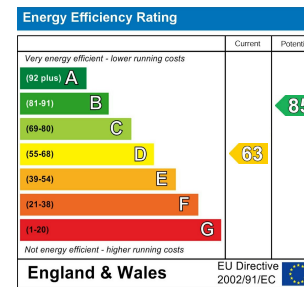 Energy Efficiency Rating
Current
Very energy efficient - lower running costs
(92 plus) A
(81-91) B
85
(69-80) C
(55-68) D
63
(39-54) E
(21-38) F
(1-20) G
Not energy efficient - higher running costs
England & Wales
EU Directive
2002/91/EC